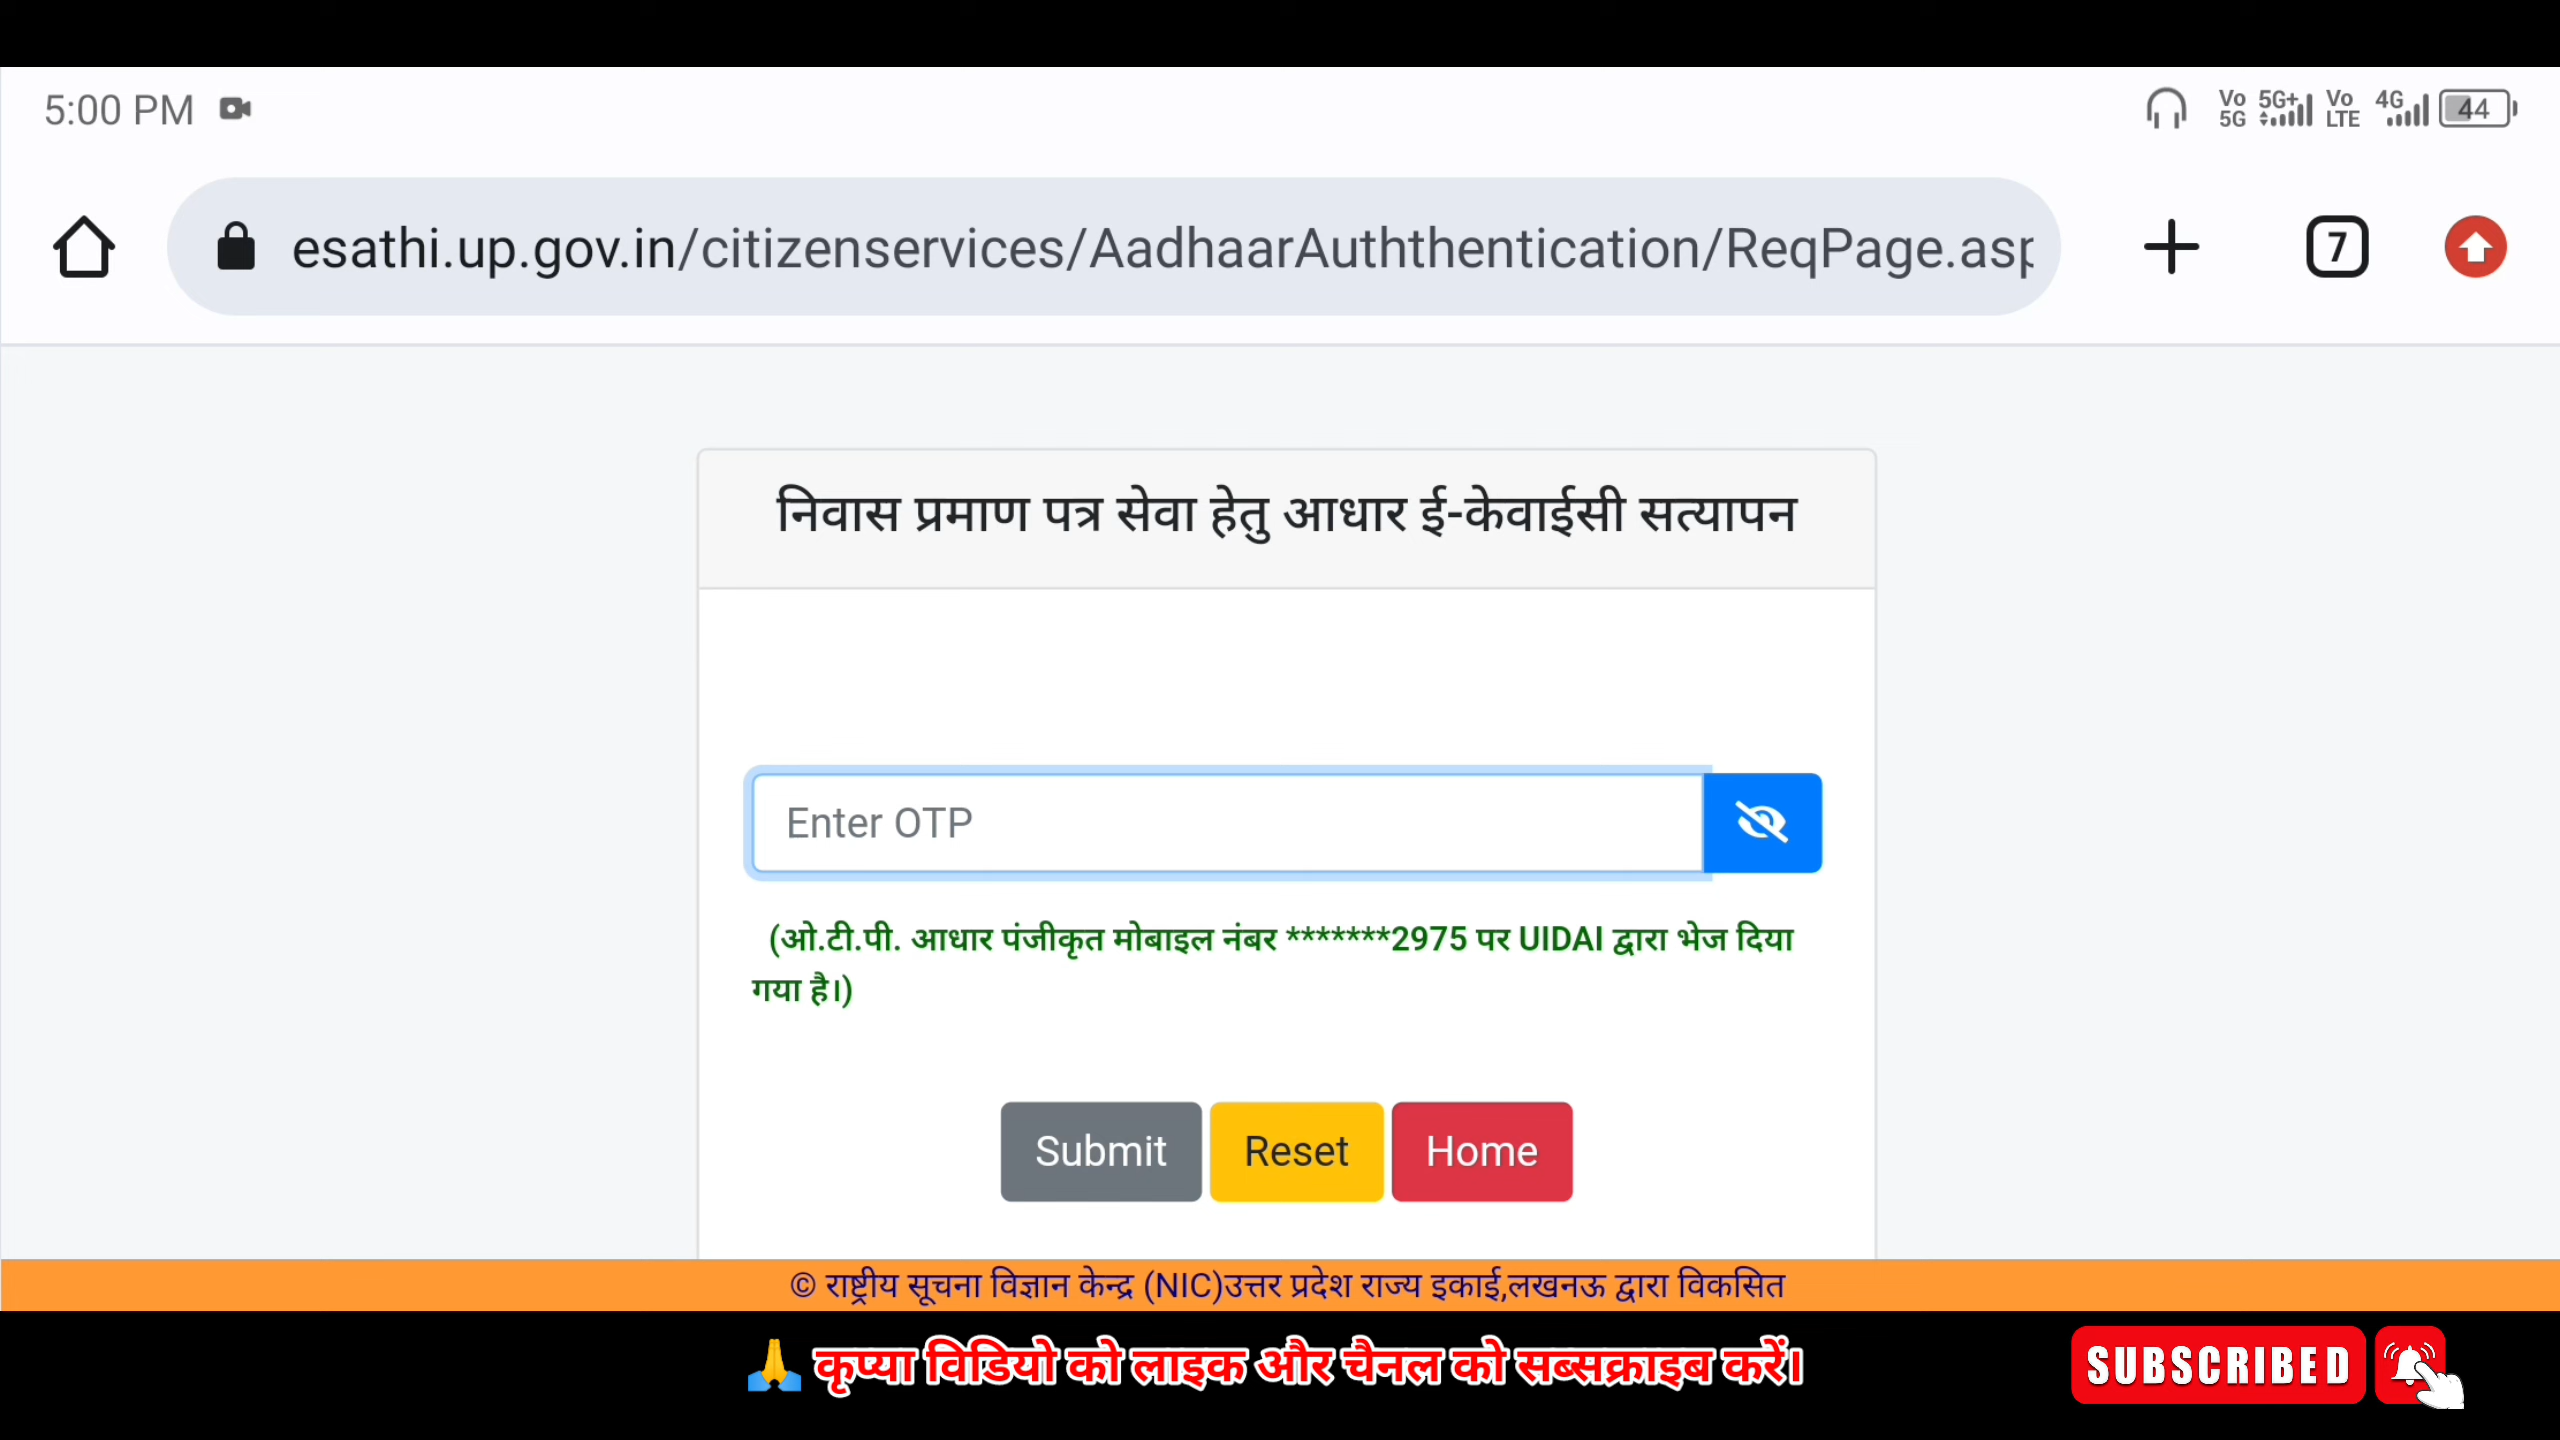 5:00 PM
Vo 5G 5G+ Vo LTE 4G 44
esathi.up.gov.in/citizenservices/AadhaarAuththentication/ReqPage.asp
7
निवास प्रमाण पत्र सेवा हेतु आधार ई-केवाईसी सत्यापन
Enter OTP
(ओ.टी.पी. आधार पंजीकृत मोबाइल नंबर *******2975 पर UIDAI द्वारा भेज दिया
गया है।)
Submit Reset Home
© राष्ट्रीय सूचना विज्ञान केन्द्र (NIC)उत्तर प्रदेश राज्य इकाई,लखनऊ द्वारा विकसित
🙏 कृप्या विडियो को लाइक और चैनल को सब्सक्राइब करें।
SUBSCRIBED